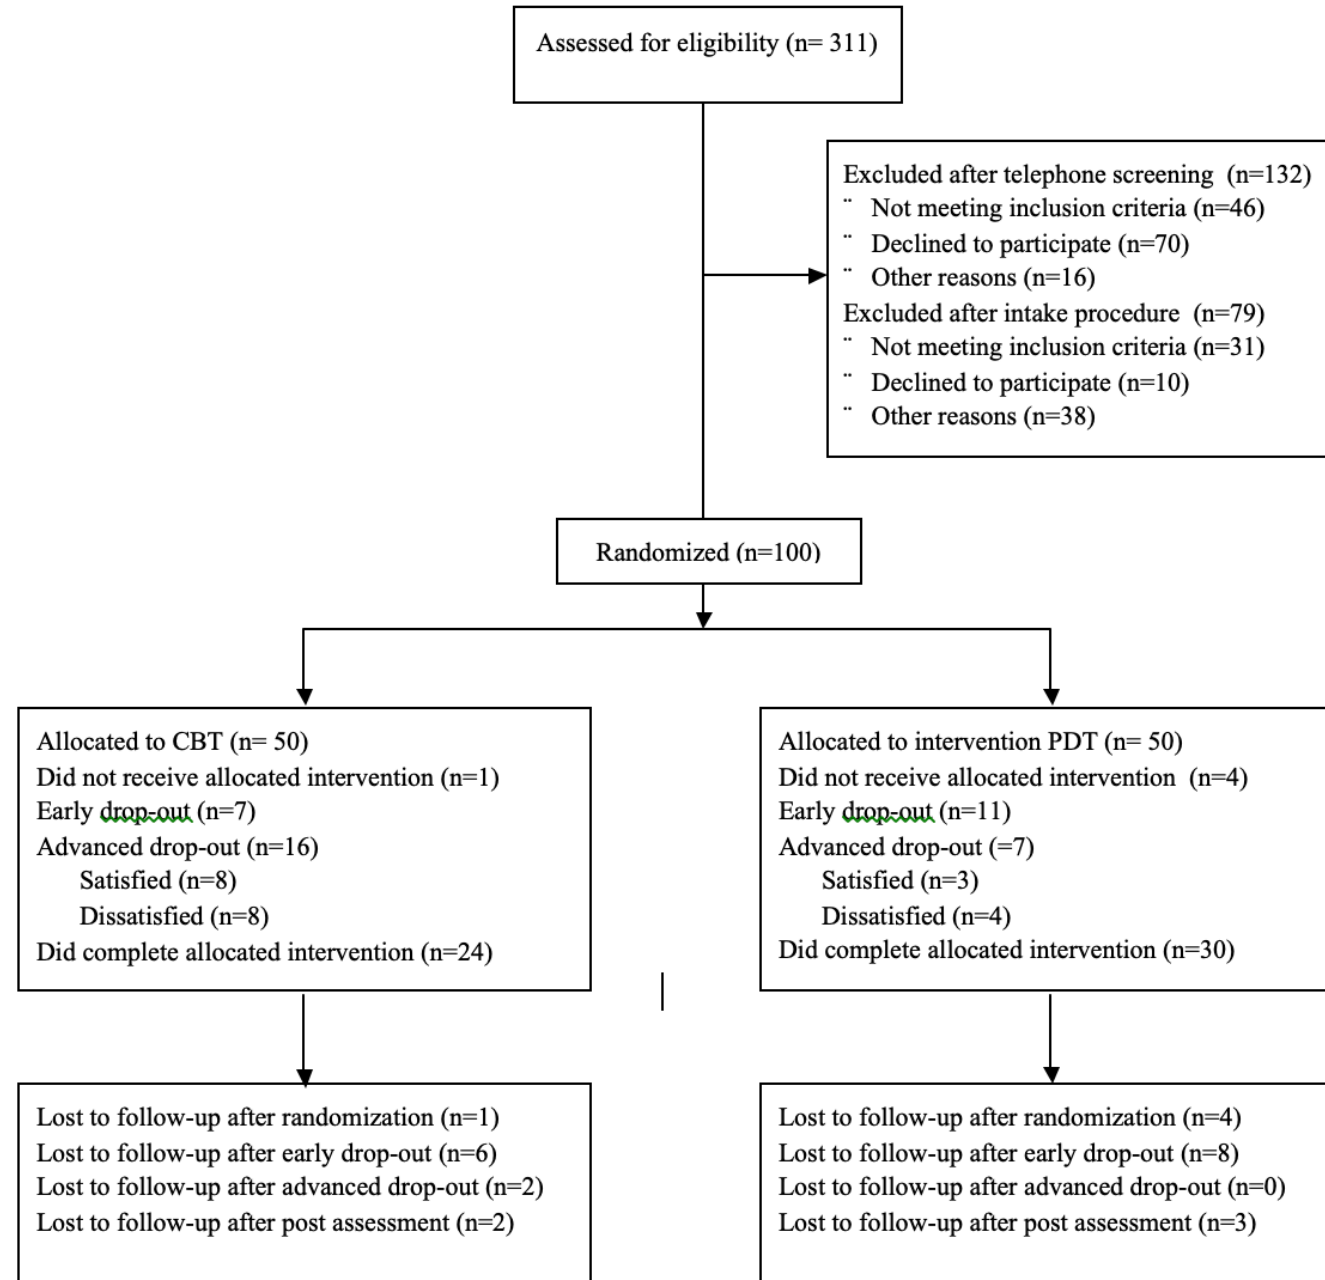 Assessed for eligibility (n= 311)
Excluded after telephone screening  (n=132)
¨ Not meeting inclusion criteria (n=46)
¨ Declined to participate (n=70)
¨ Other reasons (n=16)
Excluded after intake procedure  (n=79)
¨ Not meeting inclusion criteria (n=31)
¨ Declined to participate (n=10)
¨ Other reasons (n=38)
Randomized (n=100)
Allocated to CBT (n= 50)
Did not receive allocated intervention (n=1)
Early drop-out (n=7)
Advanced drop-out (n=16)
Satisfied (n=8)
Dissatisfied (n=8)
Did complete allocated intervention (n=24)
Allocated to intervention PDT (n= 50)
Did not receive allocated intervention  (n=4)
Early drop-out (n=11)
Advanced drop-out (=7)
Satisfied (n=3)
Dissatisfied (n=4)
Did complete allocated intervention (n=30)
Lost to follow-up after randomization (n=1)
Lost to follow-up after early drop-out (n=6)
Lost to follow-up after advanced drop-out (n=2)
Lost to follow-up after post assessment (n=2)
Lost to follow-up after randomization (n=4)
Lost to follow-up after early drop-out (n=8)
Lost to follow-up after advanced drop-out (n=0)
Lost to follow-up after post assessment (n=3)